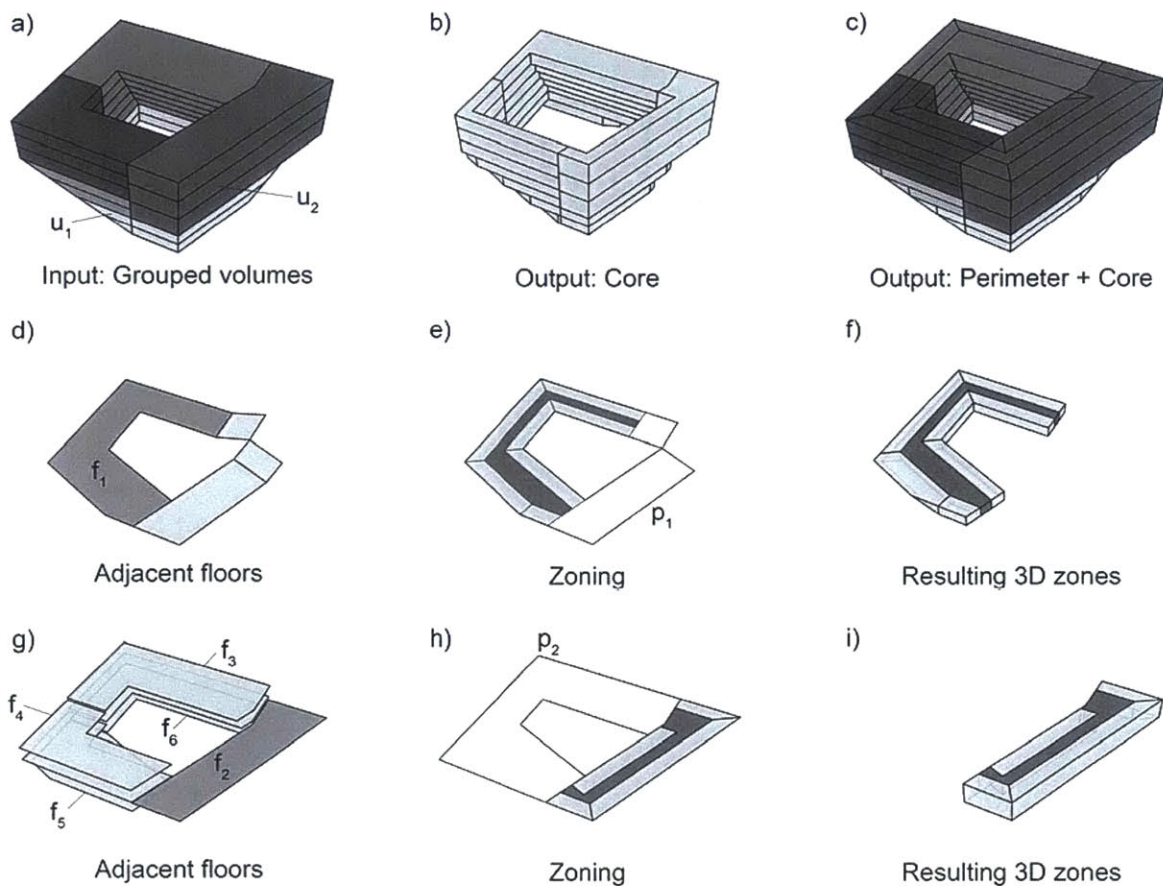 a)
b)
c)
u₁
u₂
Input: Grouped volumes
Output: Core
Output: Perimeter + Core
d)
e)
f)
f₁
p₁
Adjacent floors
Zoning
Resulting 3D zones
g)
h)
i)
f₃
p₂
f₄
f₆
f₂
f₅
Adjacent floors
Zoning
Resulting 3D zones